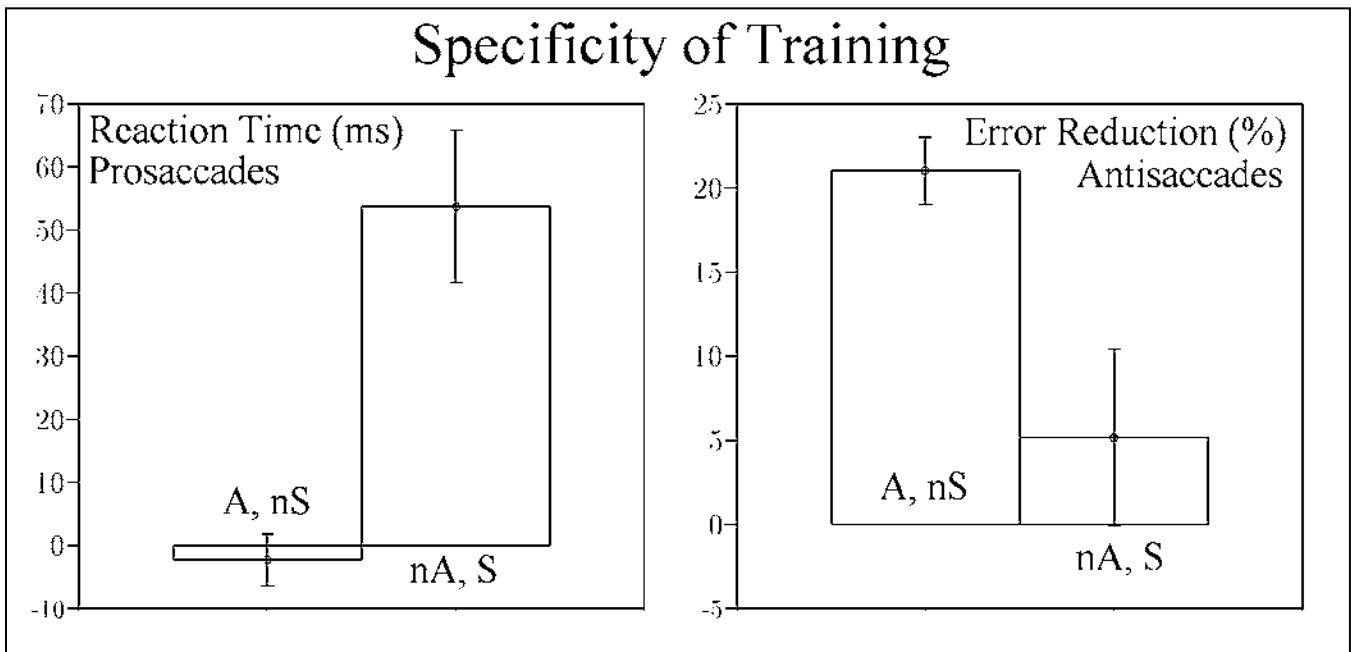 Specificity of Training
Reaction Time (ms)
Prosaccades
70
60
50
40
30
20
10
0
-10
A, nS
nA, S
Error Reduction (%)
Antisaccades
25
20
15
10
5
0
-5
A, nS
nA, S